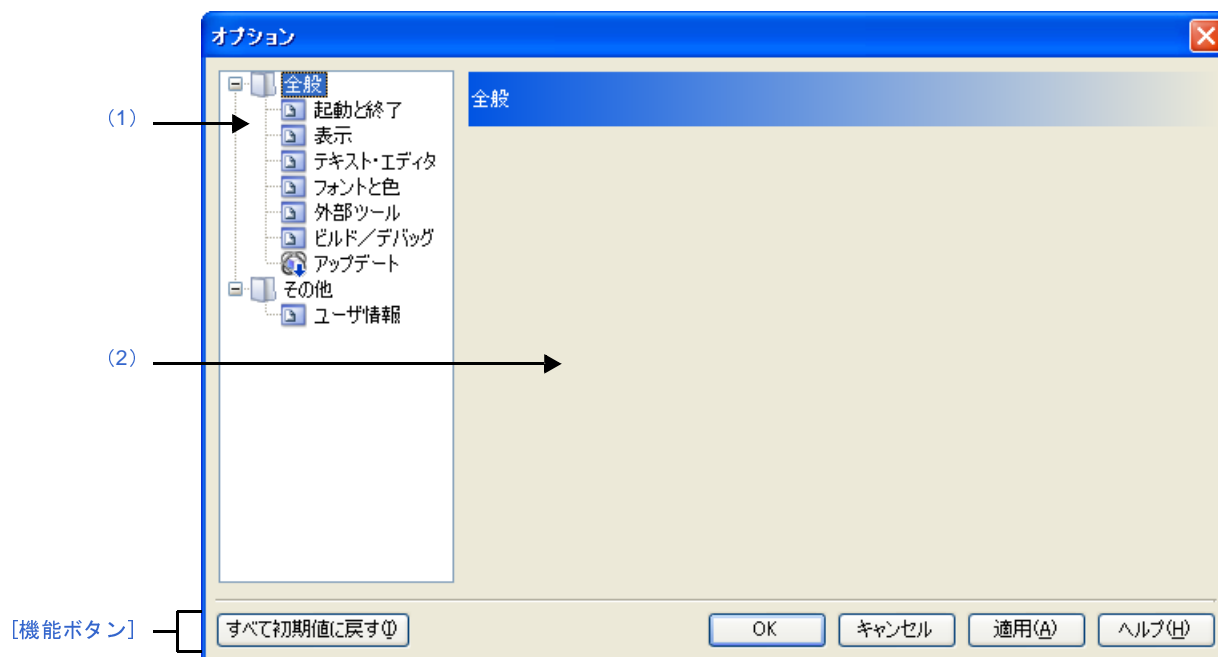 オプション
全般
起動と終了
表示
テキスト・エディタ
フォントと色
外部ツール
ビルド／デバッグ
アップデート
その他
ユーザ情報
全般
(1)
(2)
[機能ボタン]
すべて初期値に戻す(I)
OK
キャンセル
適用(A)
ヘルプ(H)